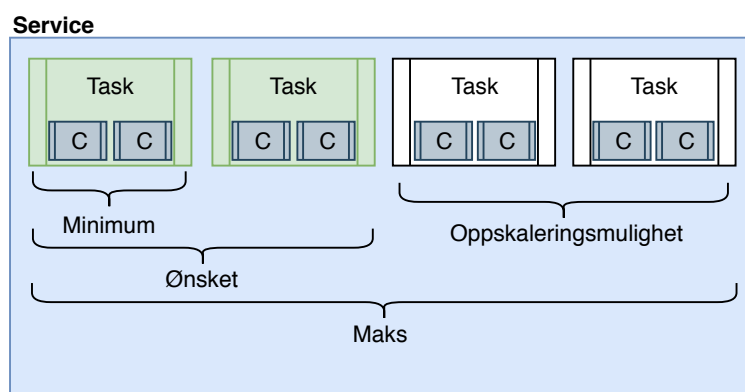 Service
Task Task Task Task
C C C C C C C C
Minimum
Oppskaleringsmulighet
Ønsket
Maks